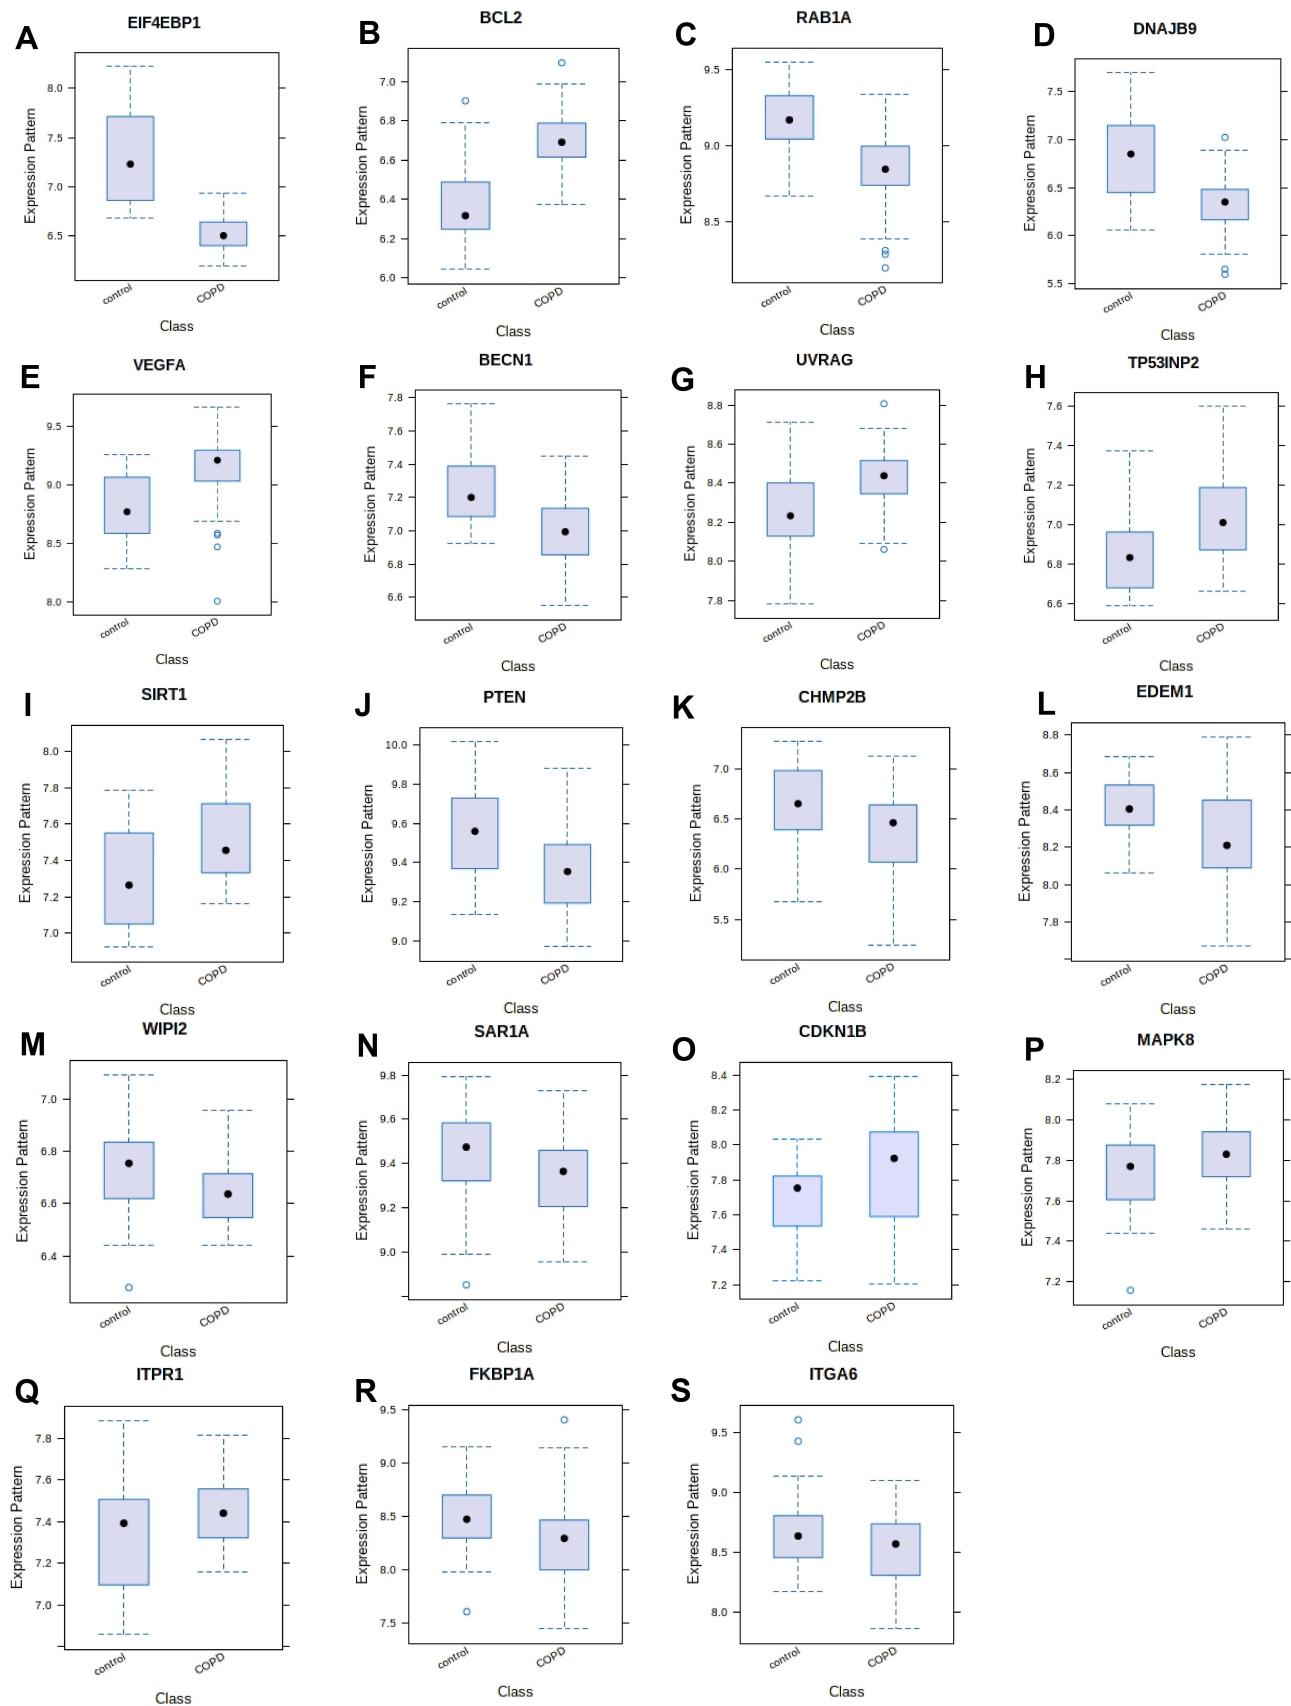 A
EIF4EBP1
Expression Pattern
8.0
7.5
7.0
6.5
control
COPD
Class
B
BCL2
Expression Pattern
7.0
6.8
6.6
6.4
6.2
6.0
control
COPD
Class
C
RAB1A
Expression Pattern
9.5
9.0
8.5
control
COPD
Class
D
DNAJB9
Expression Pattern
7.5
7.0
6.5
6.0
5.5
control
COPD
Class
E
VEGFA
Expression Pattern
9.5
9.0
8.5
8.0
control
COPD
Class
F
BECN1
Expression Pattern
7.8
7.6
7.4
7.2
7.0
6.8
6.6
control
COPD
Class
G
UVRAG
Expression Pattern
8.8
8.6
8.4
8.2
8.0
7.8
control
COPD
Class
H
TP53INP2
Expression Pattern
7.6
7.4
7.2
7.0
6.8
6.6
control
COPD
Class
I
SIRT1
Expression Pattern
8.0
7.8
7.6
7.4
7.2
7.0
control
COPD
Class
J
PTEN
Expression Pattern
10.0
9.8
9.6
9.4
9.2
9.0
control
COPD
Class
K
CHMP2B
Expression Pattern
7.0
6.5
6.0
5.5
control
COPD
Class
L
EDEM1
Expression Pattern
8.8
8.6
8.4
8.2
8.0
7.8
control
COPD
Class
M
WIPI2
Expression Pattern
7.0
6.8
6.6
6.4
control
COPD
Class
N
SAR1A
Expression Pattern
9.8
9.6
9.4
9.2
9.0
control
COPD
Class
O
CDKN1B
Expression Pattern
8.4
8.2
8.0
7.8
7.6
7.4
7.2
control
COPD
Class
P
MAPK8
Expression Pattern
8.2
8.0
7.8
7.6
7.4
7.2
control
COPD
Class
Q
ITPR1
Expression Pattern
7.8
7.6
7.4
7.2
7.0
control
COPD
Class
R
FKBP1A
Expression Pattern
9.5
9.0
8.5
8.0
7.5
control
COPD
Class
S
ITGA6
Expression Pattern
9.5
9.0
8.5
8.0
control
COPD
Class